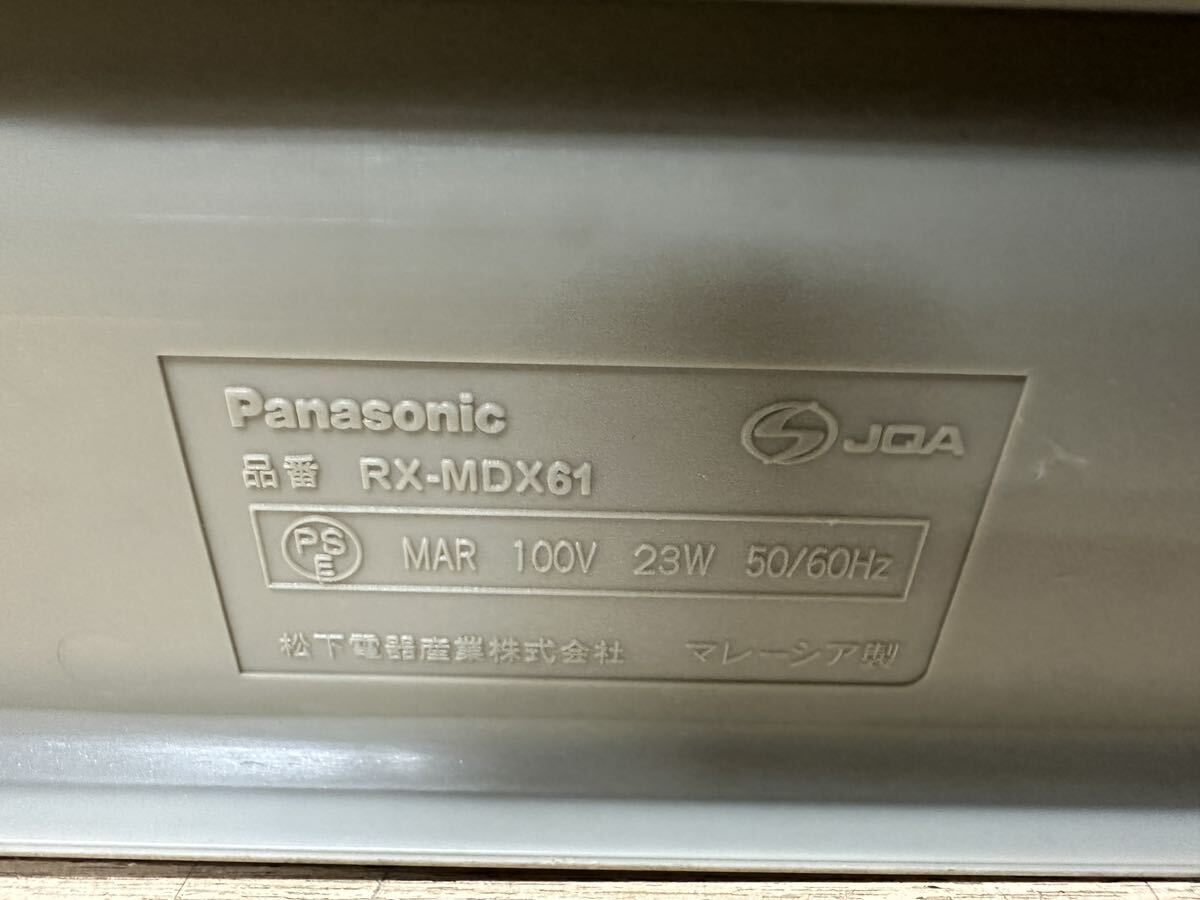 Panasonic
JQA
品番 RX-MDX61
PSE MAR 100V 23W 50/60Hz
松下電器産業株式会社 マレーシア製